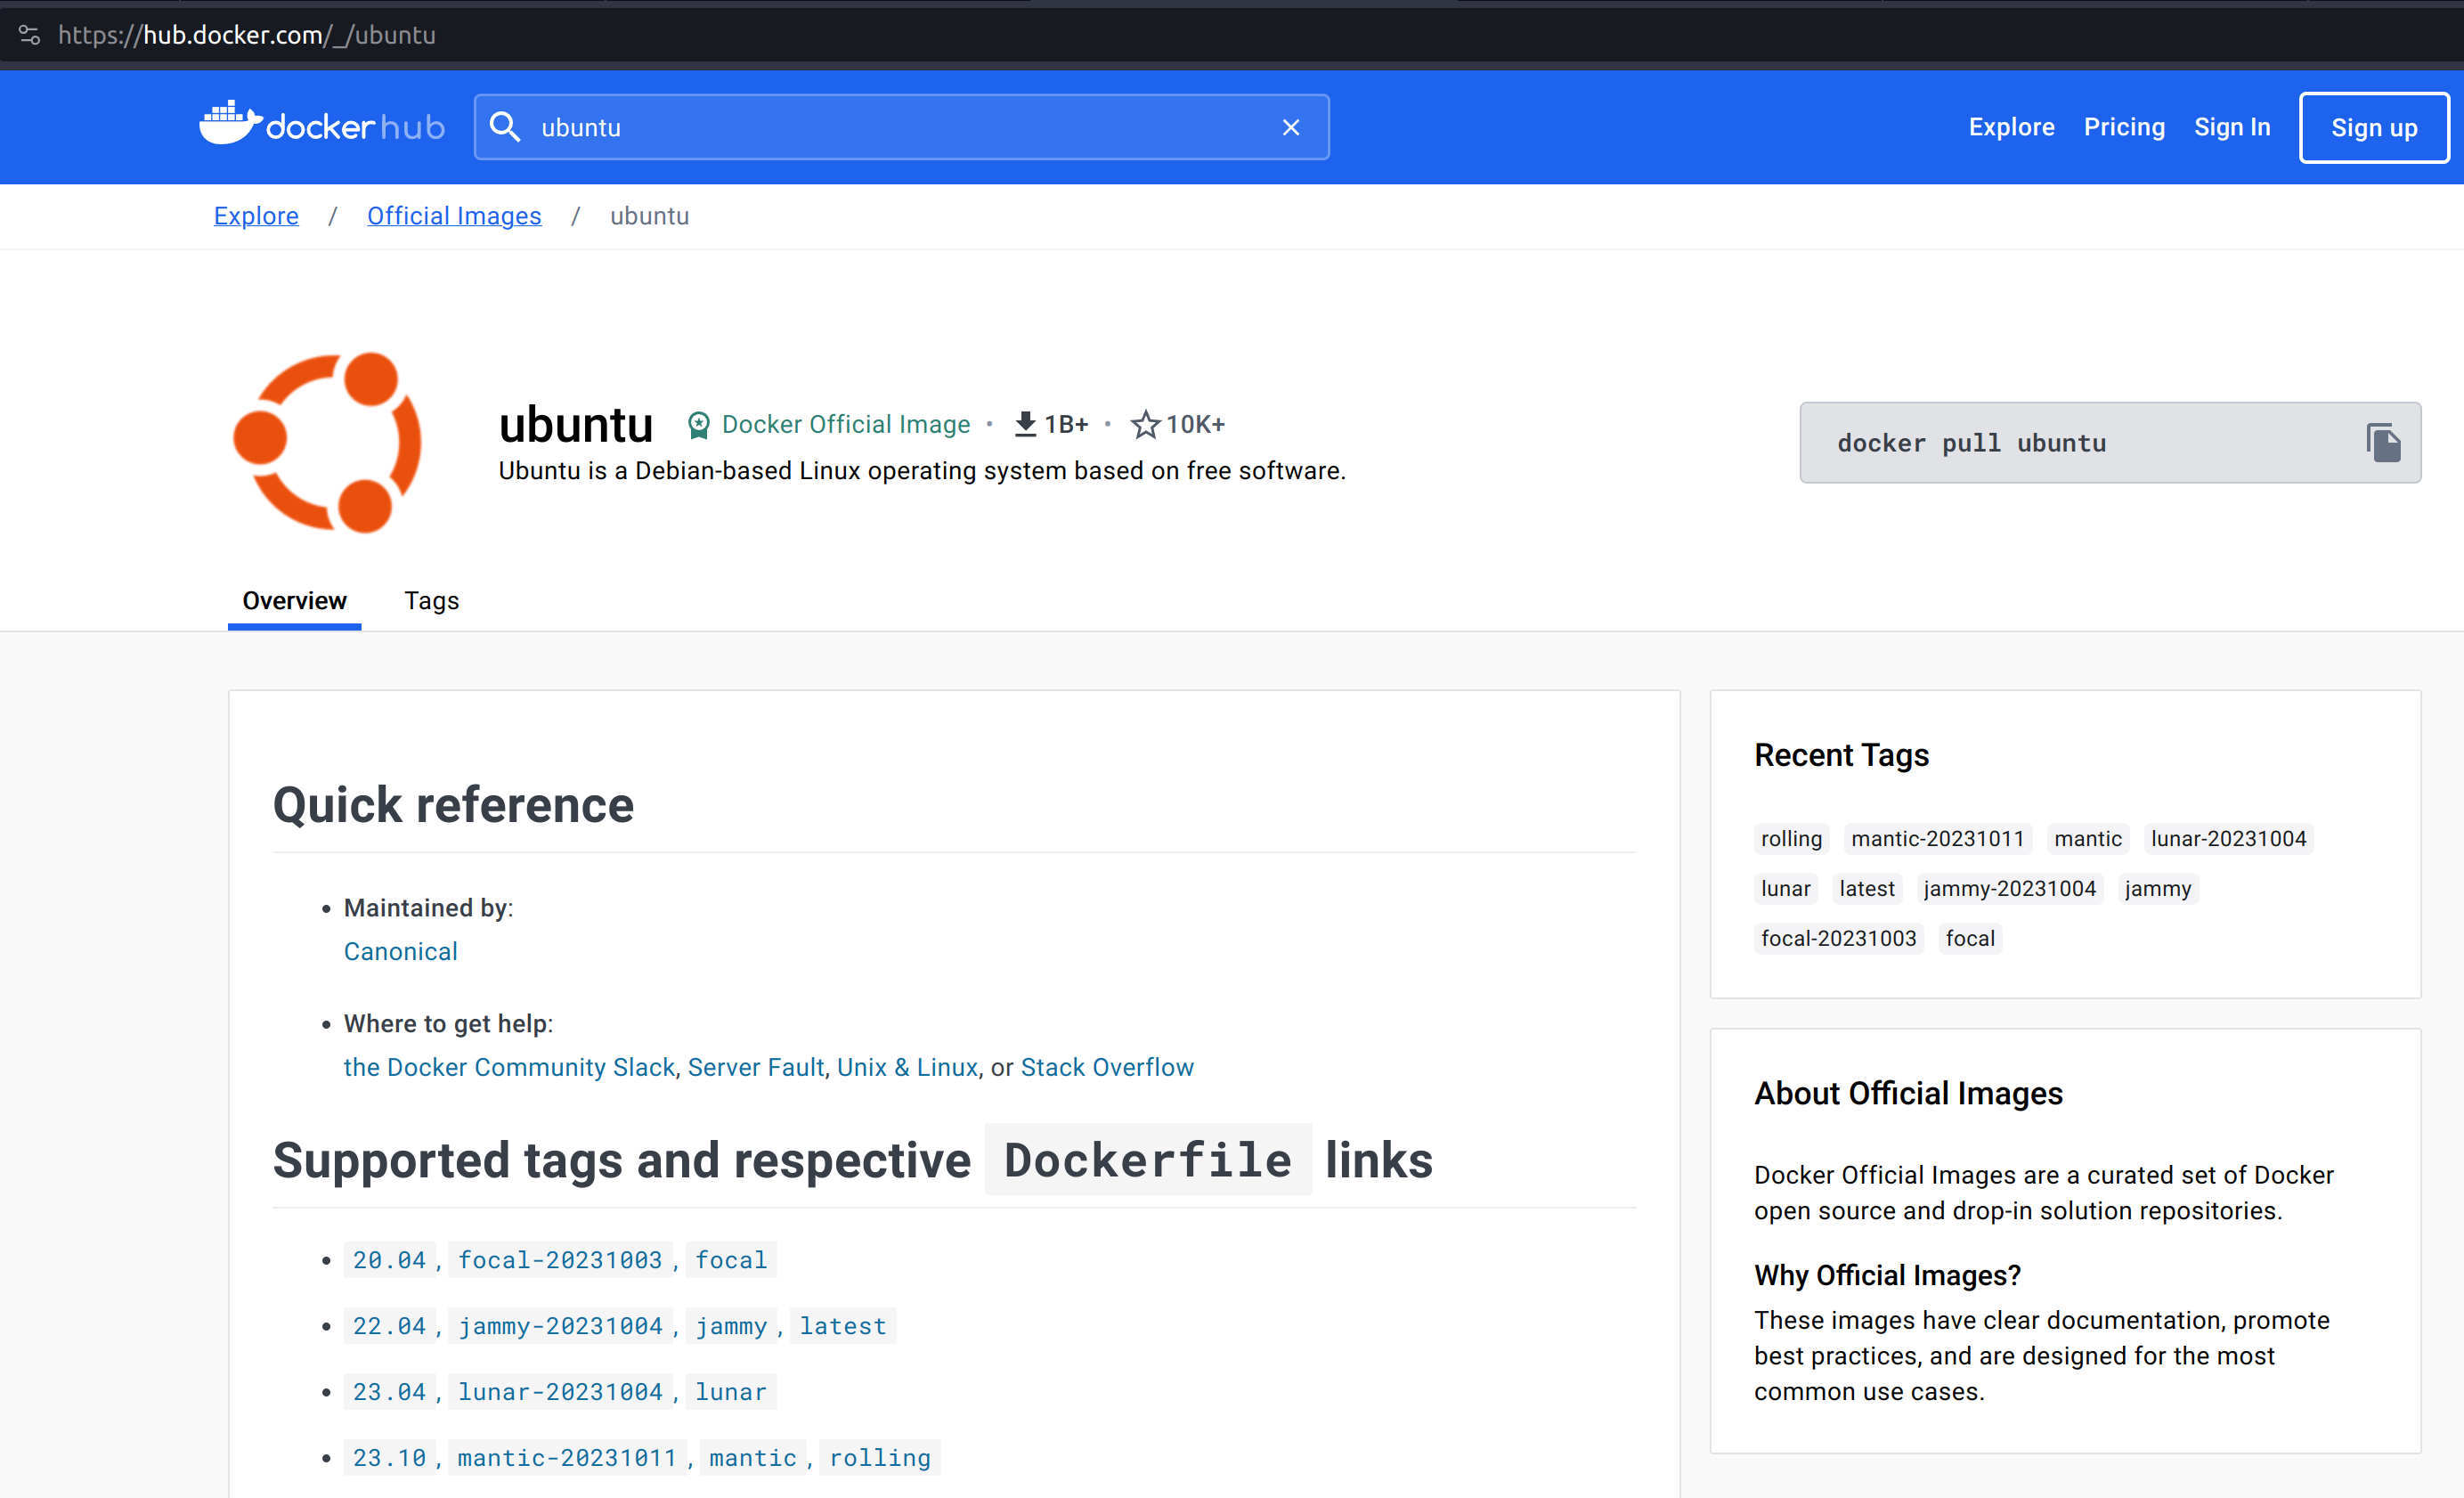 https://hub.docker.com/_/ubuntu
docker hub
ubuntu
Explore Pricing Sign In Sign up
Explore / Official Images / ubuntu
ubuntu Docker Official Image • 1B+ • 10K+
Ubuntu is a Debian-based Linux operating system based on free software.
docker pull ubuntu
Overview Tags
Quick reference
• Maintained by:
Canonical
• Where to get help:
the Docker Community Slack, Server Fault, Unix & Linux, or Stack Overflow
Supported tags and respective Dockerfile links
• 20.04, focal-20231003, focal
• 22.04, jammy-20231004, jammy, latest
• 23.04, lunar-20231004, lunar
• 23.10, mantic-20231011, mantic, rolling
Recent Tags
rolling mantic-20231011 mantic lunar-20231004
lunar latest jammy-20231004 jammy
focal-20231003 focal
About Official Images
Docker Official Images are a curated set of Docker
open source and drop-in solution repositories.
Why Official Images?
These images have clear documentation, promote
best practices, and are designed for the most
common use cases.